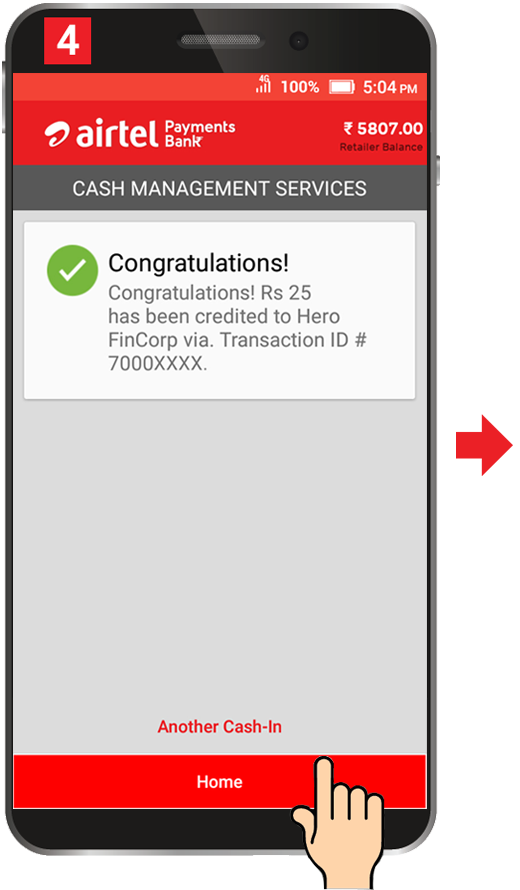 4
4G 100% 5:04 PM
airtel Payments Bank
₹ 5807.00
Retailer Balance
CASH MANAGEMENT SERVICES
Congratulations!
Congratulations! Rs 25
has been credited to Hero
FinCorp via. Transaction ID #
7000XXXX.
Another Cash-In
Home